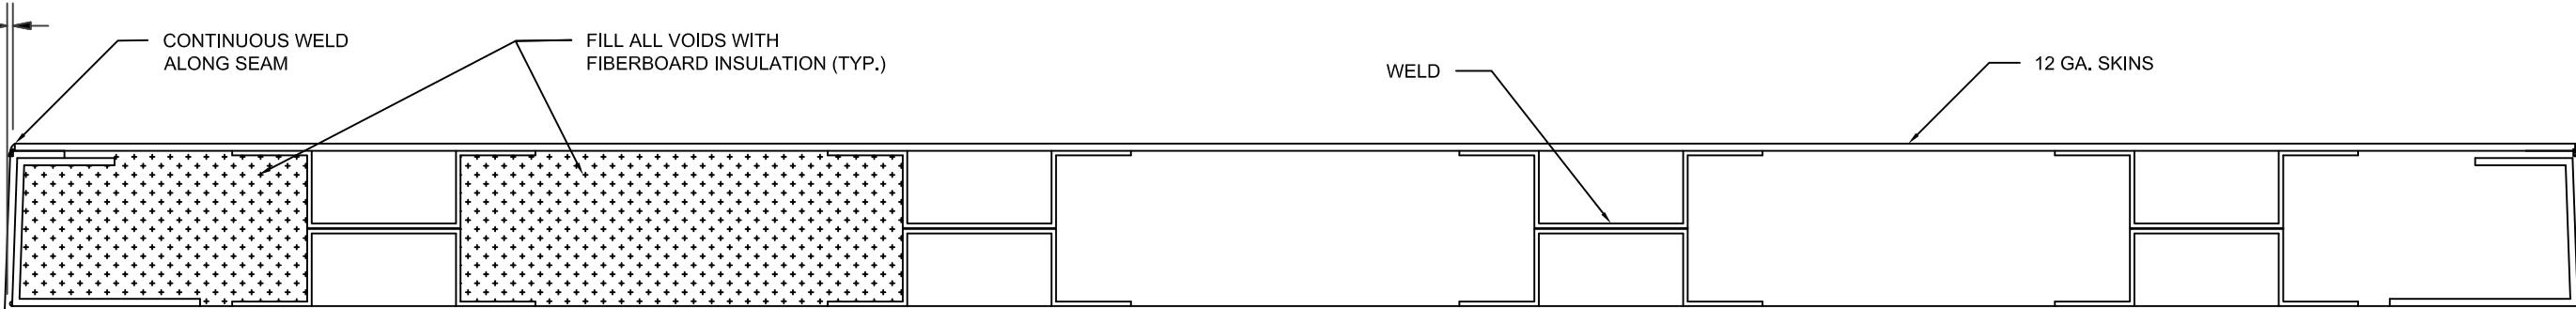 CONTINUOUS WELD
ALONG SEAM
FILL ALL VOIDS WITH
FIBERBOARD INSULATION (TYP.)
WELD
12 GA. SKINS